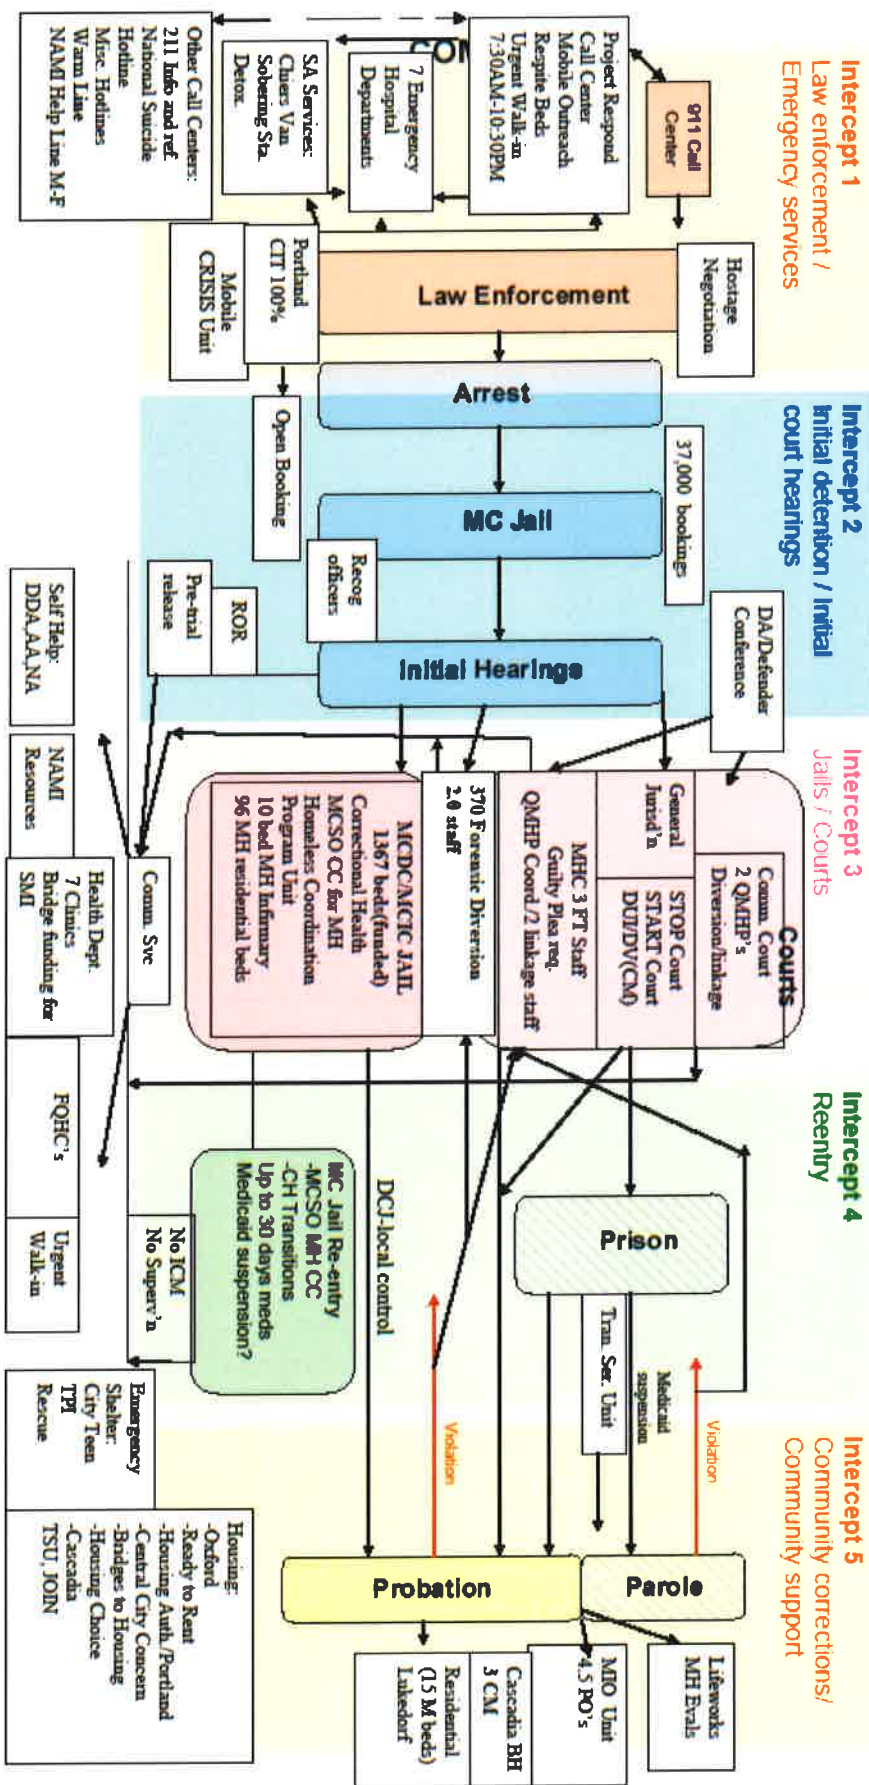 Intercept 1
Law enforcement /
Emergency services
911 Call
Center
Project Respond
Call Center
Mobile Outreach
Respite Beds
Urgent Walk-in
7:30AM-10:30PM
7 Emergency
Hospital
Departments
SA Services:
Chiers Van
Sobering Sta.
Detox
Other Call Centers:
211 Info and ref.
National Suicide
Hotline
Misc. Hotlines
Warm Line
NAMI Help Line M-F
Hostage
Negotiation
Law Enforcement
Portland
CIT 100%
Mobile
CRISIS Unit
Arrest
Intercept 2
Initial detention / Initial
court hearings
37,000 bookings
MC Jail
Open Booking
Recog
officers
DA/Defender
Conference
Initial Hearings
ROR
Pre-trial
release
Intercept 3
Jails / Courts
Courts
Comm. Court
2 QMHP's
Diversion/linkage
General
Jurisd'n
STOP Court
START Court
DUI/DV(CM)
MHC 3 FT Staff
Guilty Plea req.
QMHP Coord /2 linkage staff
370 Forensic Diversion
2.0 staff
MCDC/MCIC JAIL
1367 beds(funded)
Correctional Health
MCSO CC for MH
Homeless Coordination
Program Unit
10 bed MH Infirmary
96 MH residential beds
Comm. Svc
Self Help:
DDA,AA,NA
NAMI
Resources
Health Dept.
7 Clinics
Bridge funding for
SMI
FQHC's
Urgent
Walk-in
Intercept 4
Reentry
Prison
Tran. Ser. Unit
Medicaid
suspension
DCJ-local control
MC Jail Re-entry
-MCSO MH CC
-CH Transitions
Up to 30 days meds
Medicaid suspension?
No ICM
No Superv'n
Intercept 5
Community corrections/
Community support
Violation
Violation
Parole
Probation
Lifeworks
MH Evals
MIO Unit
4.5 PO's
Cascadia BH
3 CM
Residential
(15 M beds)
Lukedorf
Emergency
Shelter:
City Teen
TPI
Rescue
Housing:
-Oxford
-Ready to Rent
-Housing Auth./Portland
-Central City Concern
-Bridges to Housing
-Housing Choice
-Cascadia
TSU, JOIN